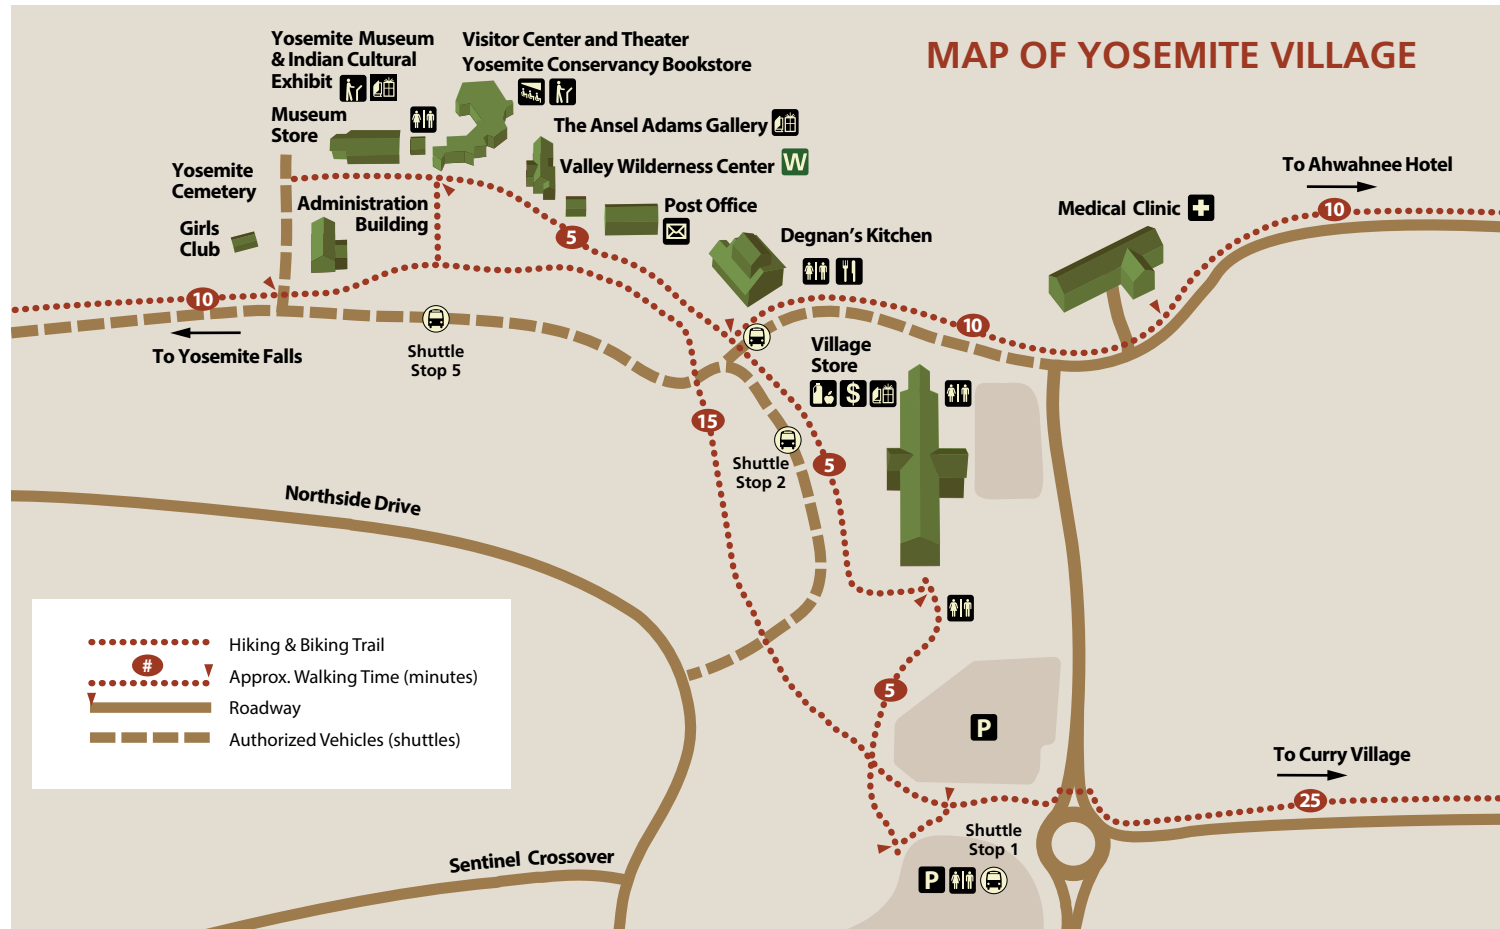 MAP OF YOSEMITE VILLAGE
Yosemite Museum
& Indian Cultural
Exhibit
Museum
Store
Visitor Center and Theater
Yosemite Conservancy Bookstore
The Ansel Adams Gallery
Valley Wilderness Center W
Yosemite
Cemetery
Administration
Building
Girls
Club
Post Office
5
Degnan's Kitchen
Medical Clinic
To Ahwahnee Hotel
10
10
To Yosemite Falls
Shuttle
Stop 5
10
Village
Store
$
15
Shuttle
Stop 2
5
Northside Drive
#
Hiking & Biking Trail
Approx. Walking Time (minutes)
Roadway
Authorized Vehicles (shuttles)
5
P
To Curry Village
25
Shuttle
Stop 1
P
Sentinel Crossover